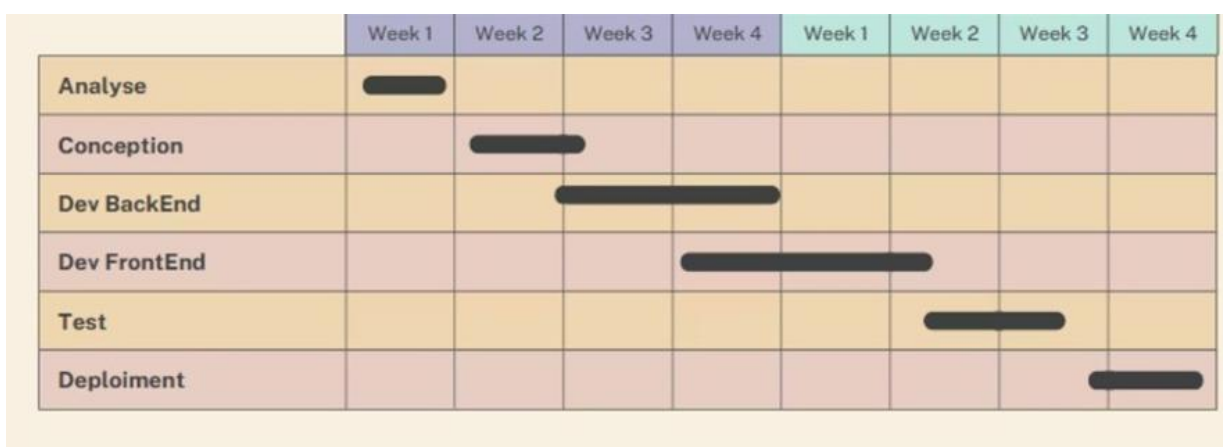 Week 1 Week 2 Week 3 Week 4 Week 1 Week 2 Week 3 Week 4
Analyse
Conception
Dev BackEnd
Dev FrontEnd
Test
Deploiment